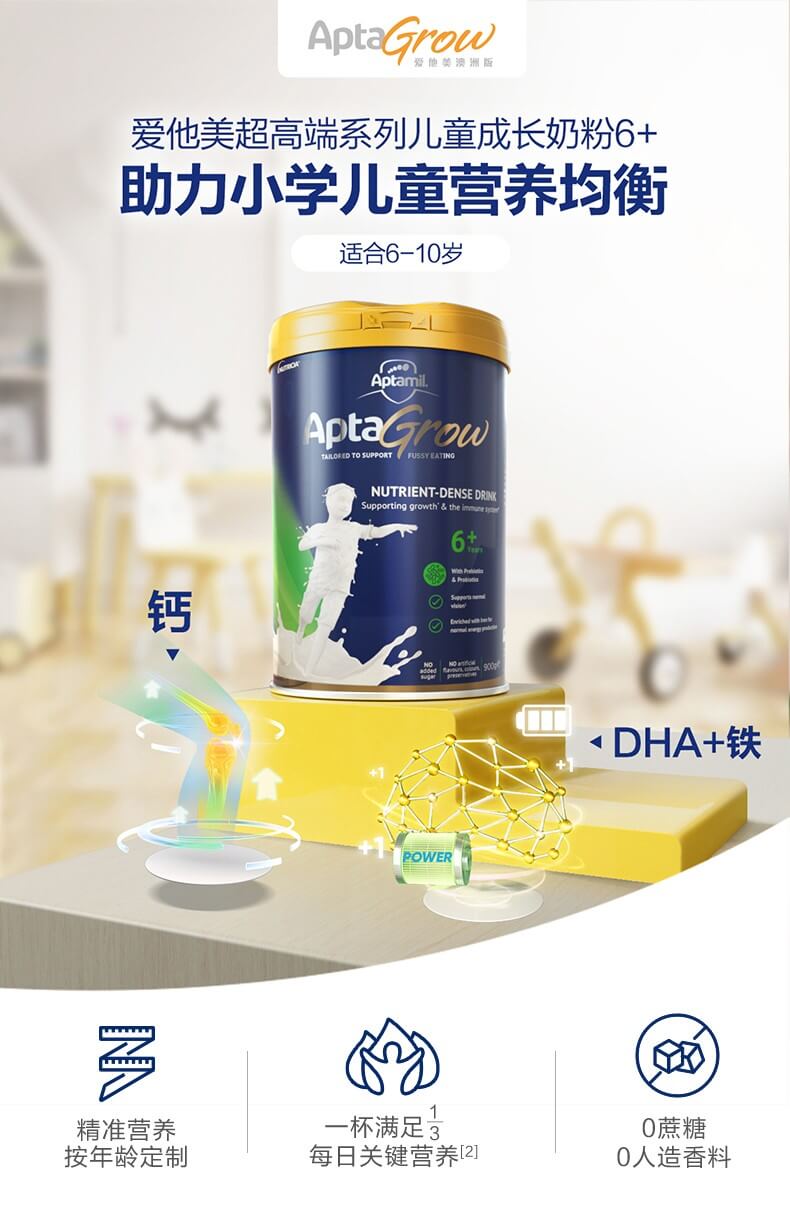 AptaGrow
爱他美澳洲版
爱他美超高端系列儿童成长奶粉6+
助力小学儿童营养均衡
适合6-10岁
NUTRICIA
Aptamil
AptaGrow
TAILORED TO SUPPORT FUSSY EATING
NUTRIENT-DENSE DRINK
Supporting growth & the immune system
6+
Years
With Prebiotics
& Probiotics
Supports normal
vision
Enriched with iron for
normal energy production
NO
added
sugar
NO artificial
flavours, colours,
preservatives
900g
钙
DHA+铁
+1
+1
+1
POWER
精准营养
按年龄定制
一杯满足1/3
每日关键营养[2]
0蔗糖
0人造香料